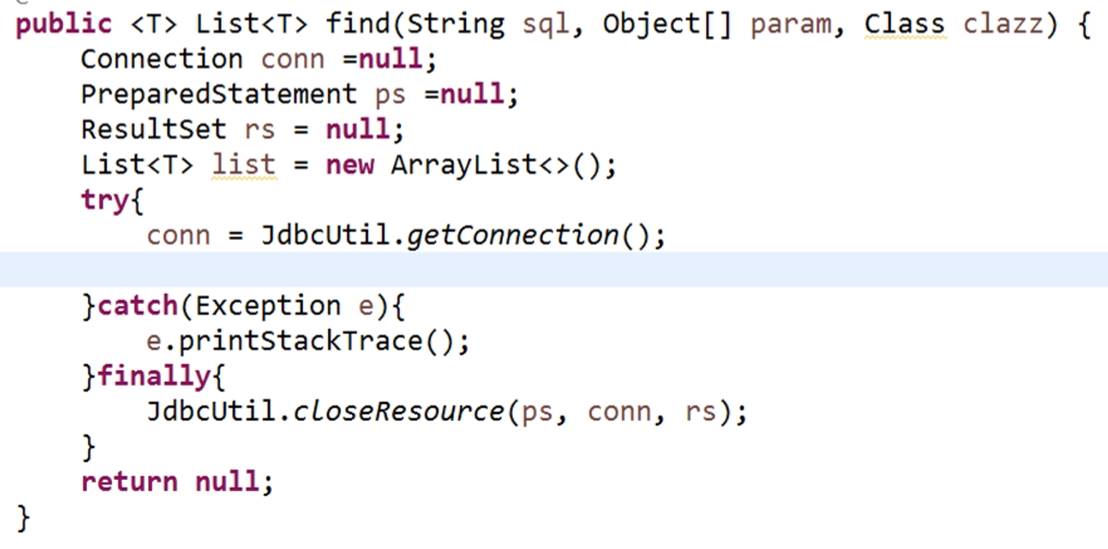 public <T> List<T> find(String sql, Object[] param, Class clazz) {
    Connection conn =null;
    PreparedStatement ps =null;
    ResultSet rs = null;
    List<T> list = new ArrayList<>();
    try{
        conn = JdbcUtil.getConnection();

    }catch(Exception e){
        e.printStackTrace();
    }finally{
        JdbcUtil.closeResource(ps, conn, rs);
    }
    return null;
}